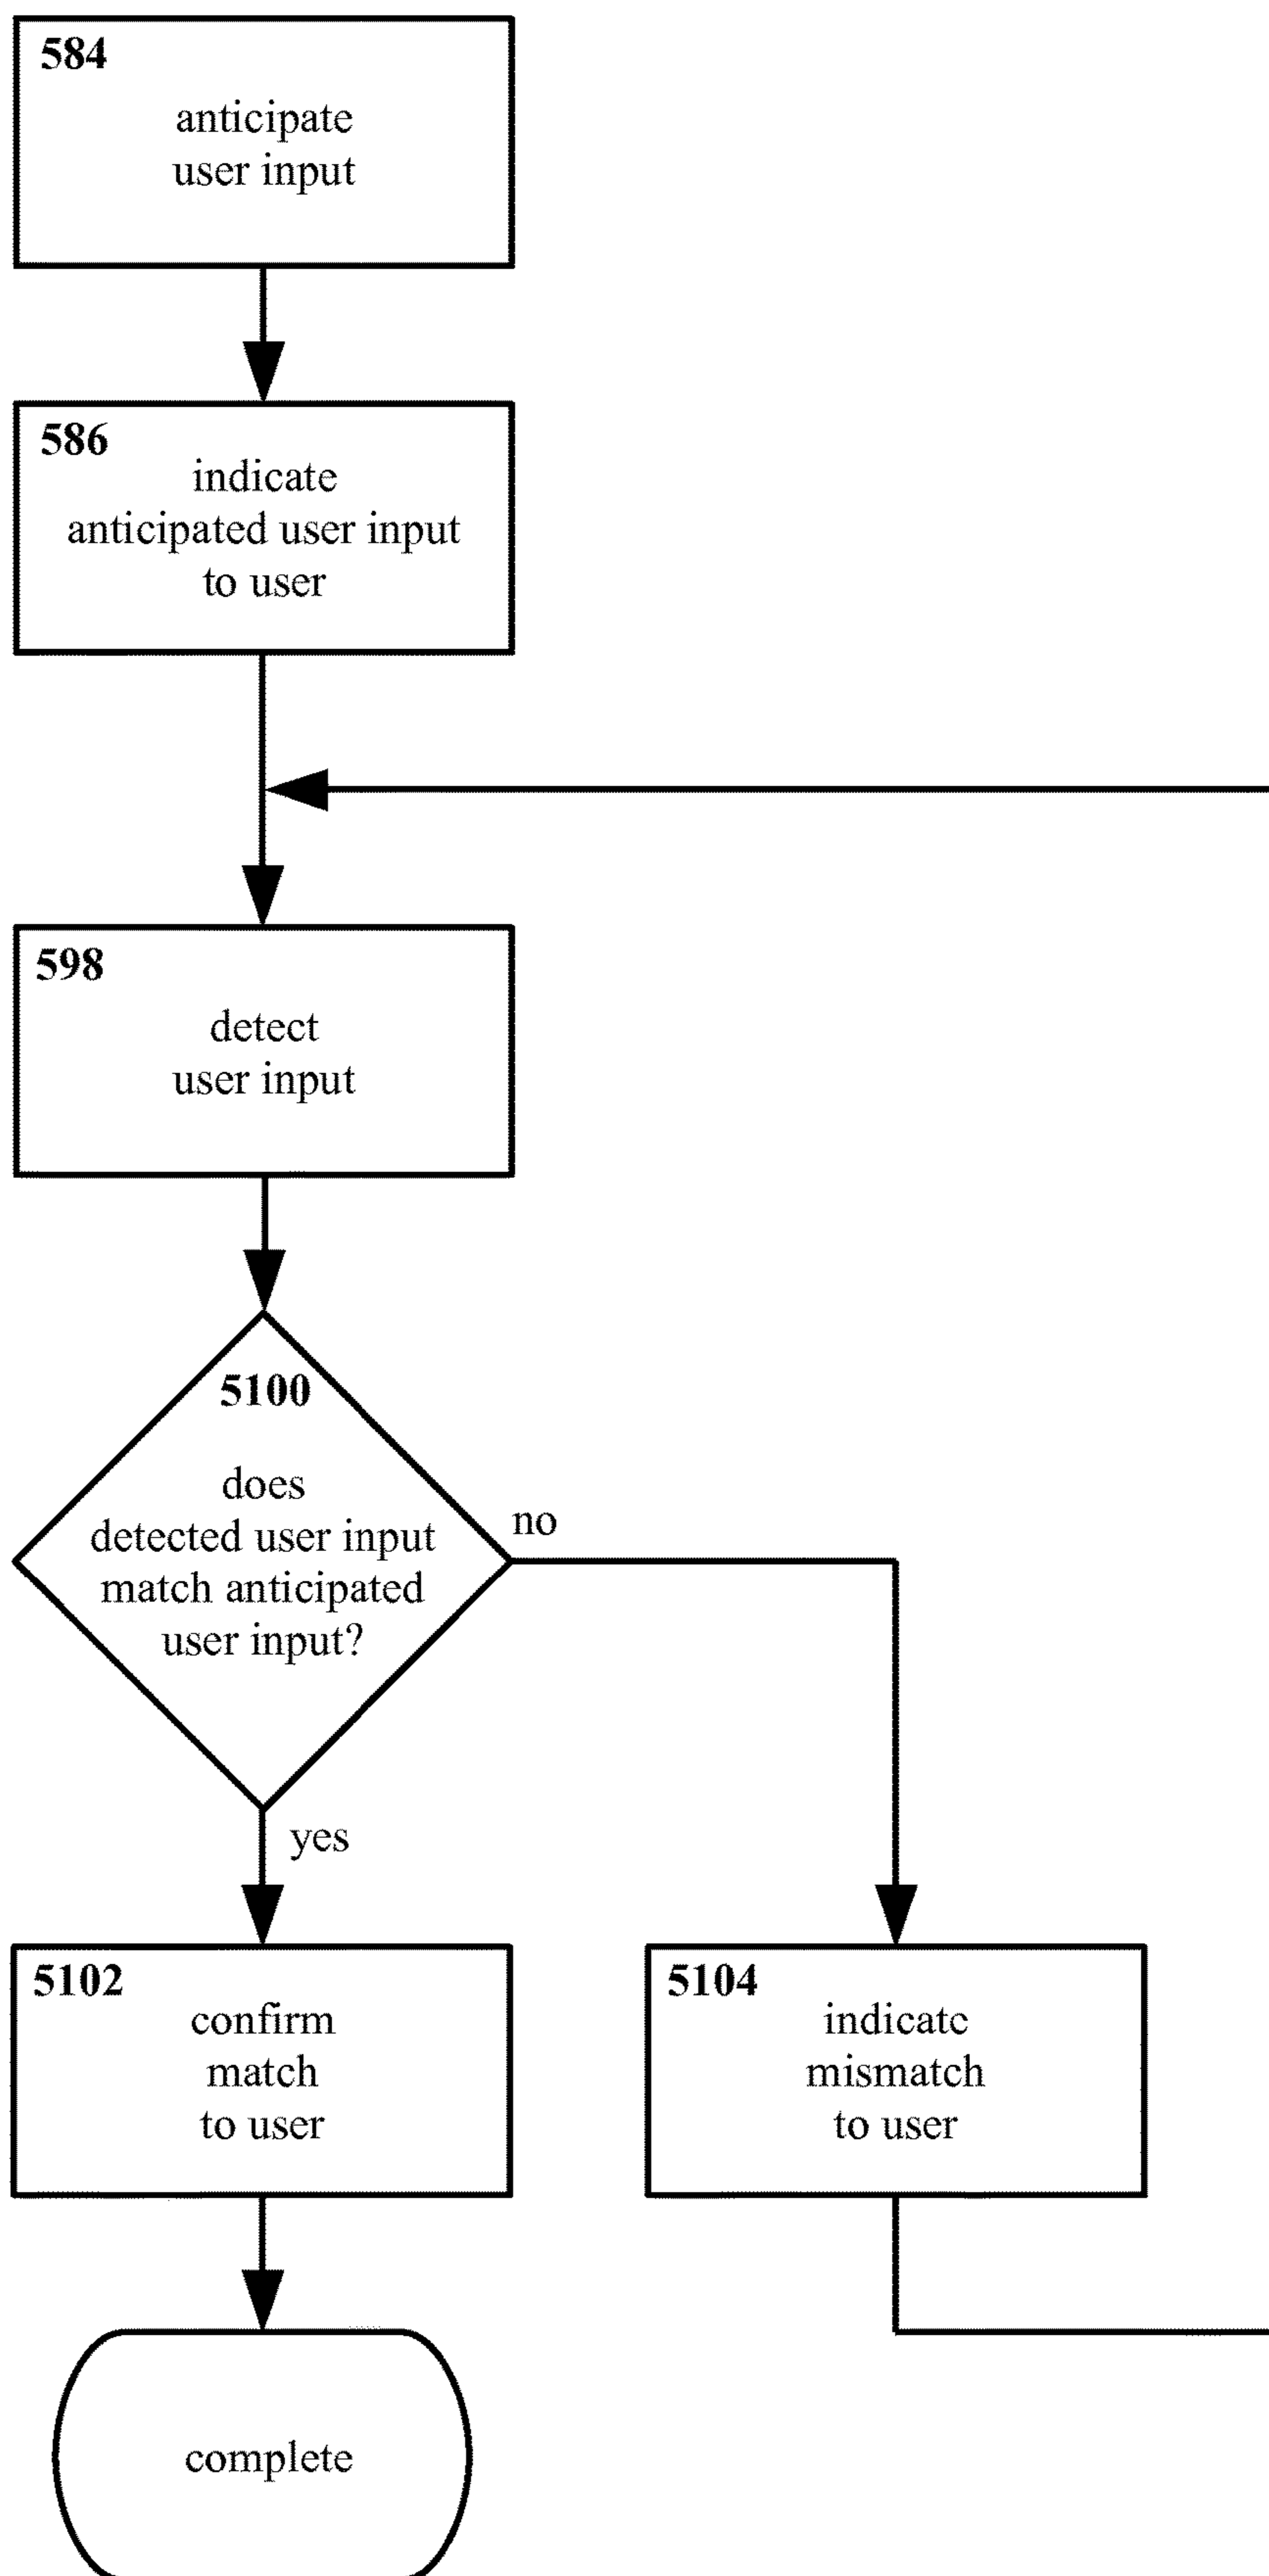 584
anticipate
user input
586
indicate
anticipated user input
to user
598
detect
user input
5100
does
detected user input
match anticipated
user input?
no
yes
5102
confirm
match
to user
5104
indicate
mismatch
to user
complete